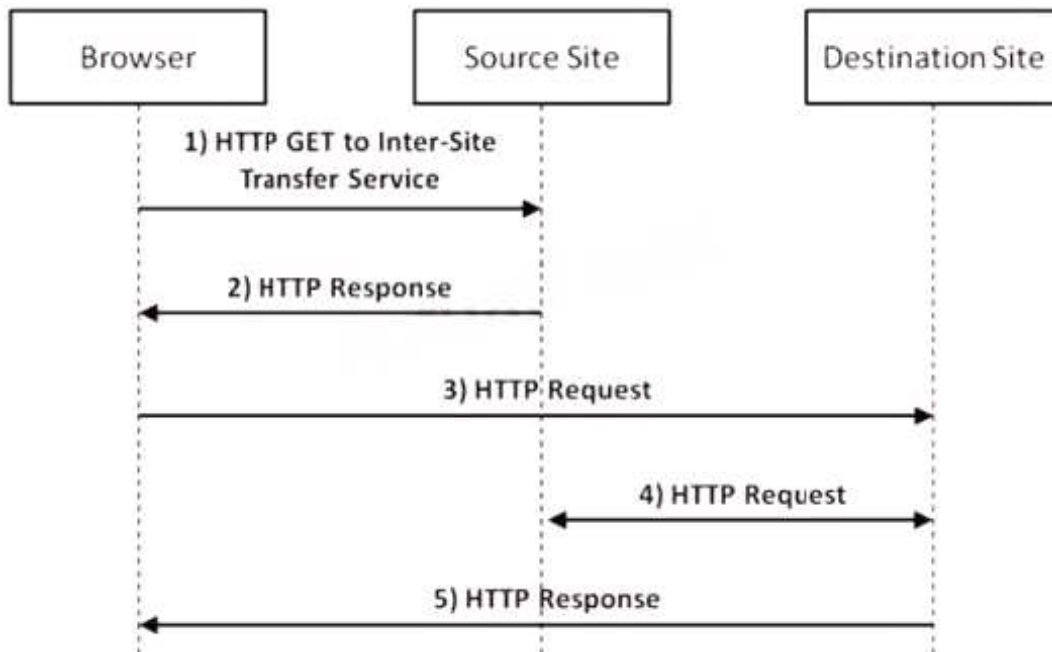 Browser
Source Site
Destination Site
1) HTTP GET to Inter-Site
Transfer Service
2) HTTP Response
3) HTTP Request
4) HTTP Request
5) HTTP Response